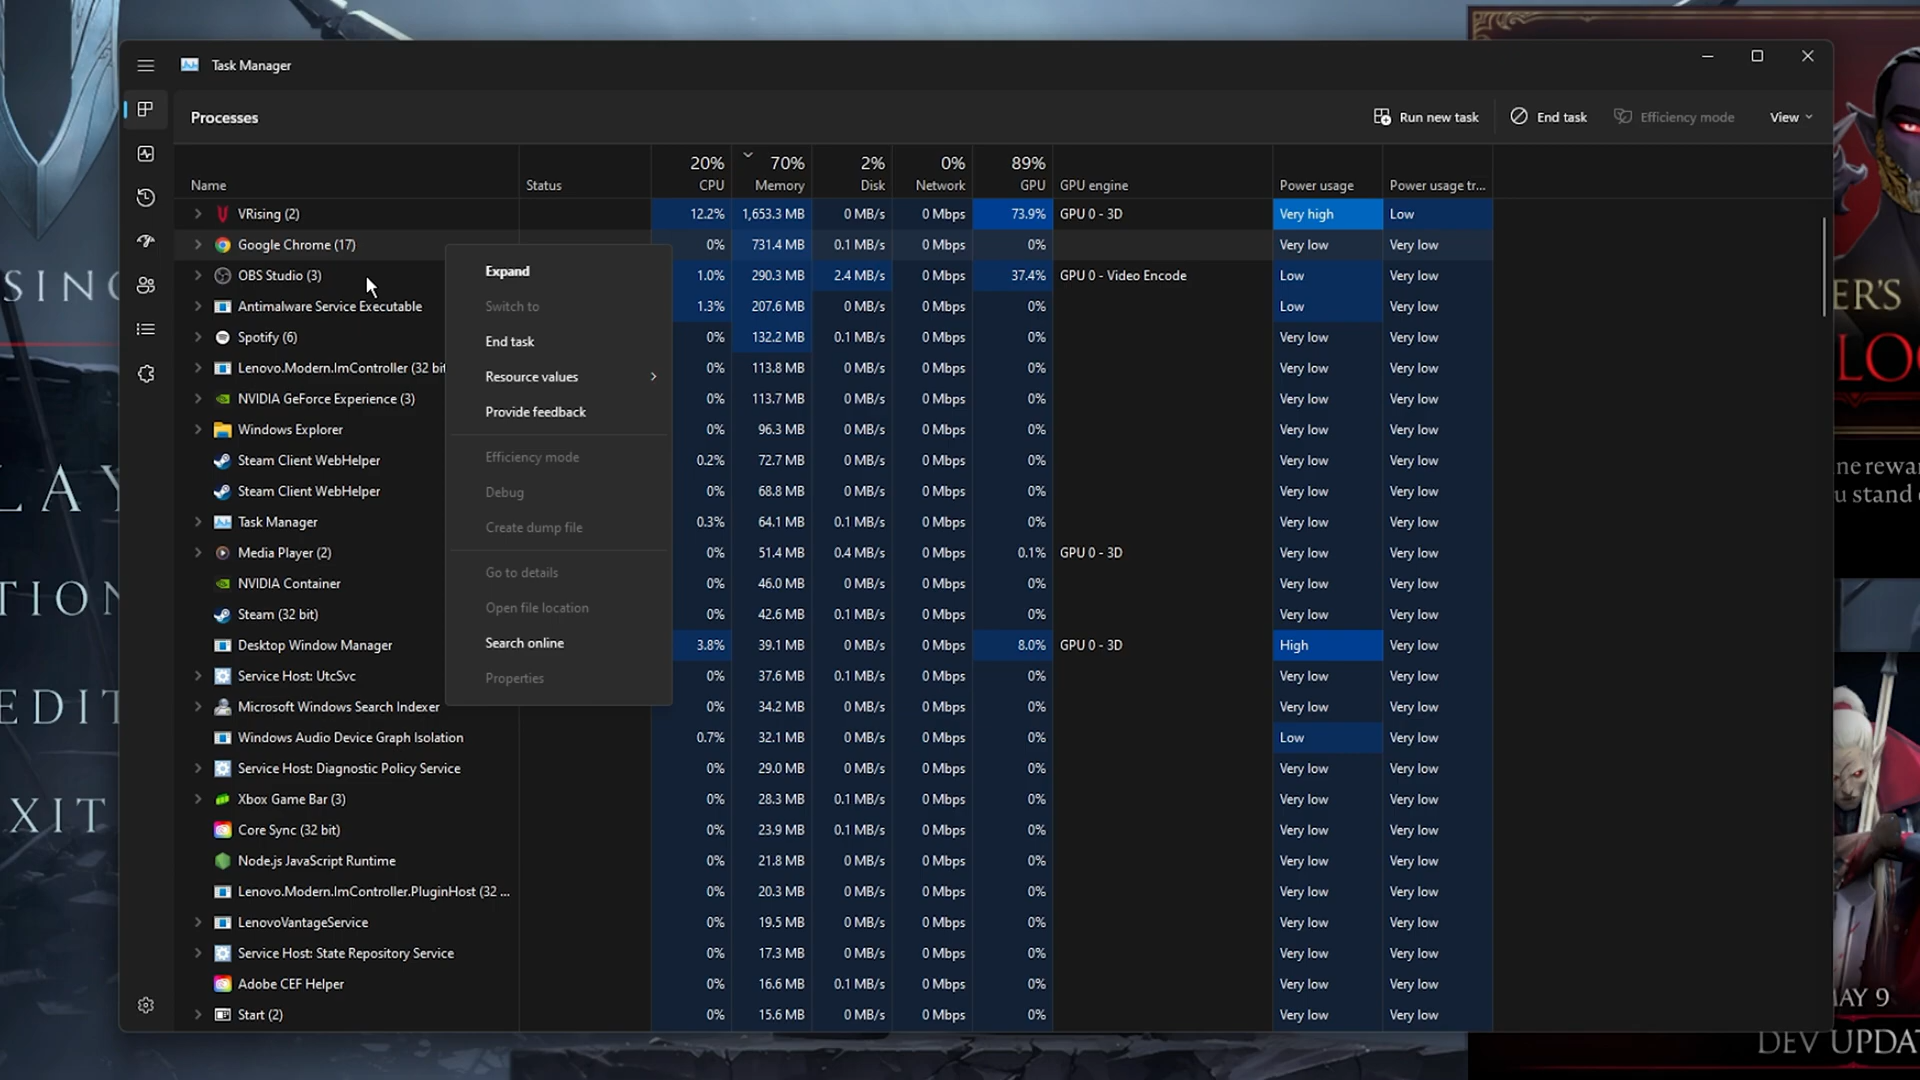 Task Manager
Processes
Run new task
End task
Efficiency mode
View
Name
Status
20%
CPU
70%
Memory
2%
Disk
0%
Network
89%
GPU
GPU engine
Power usage
Power usage tr...
VRising (2) 12.2% 1,653.3 MB 0 MB/s 0 Mbps 73.9% GPU 0 - 3D Very high Low
Google Chrome (17) 0% 731.4 MB 0.1 MB/s 0 Mbps 0% Very low Very low
OBS Studio (3) 1.0% 290.3 MB 2.4 MB/s 0 Mbps 37.4% GPU 0 - Video Encode Low Very low
Antimalware Service Executable 1.3% 207.6 MB 0 MB/s 0 Mbps 0% Low Very low
Spotify (6) 0% 132.2 MB 0.1 MB/s 0 Mbps 0% Very low Very low
Lenovo.Modern.ImController (32 bit 0% 113.8 MB 0 MB/s 0 Mbps 0% Very low Very low
NVIDIA GeForce Experience (3) 0% 113.7 MB 0 MB/s 0 Mbps 0% Very low Very low
Windows Explorer 0% 96.3 MB 0 MB/s 0 Mbps 0% Very low Very low
Steam Client WebHelper 0.2% 72.7 MB 0 MB/s 0 Mbps 0% Very low Very low
Steam Client WebHelper 0% 68.8 MB 0 MB/s 0 Mbps 0% Very low Very low
Task Manager 0.3% 64.1 MB 0.1 MB/s 0 Mbps 0% Very low Very low
Media Player (2) 0% 51.4 MB 0.4 MB/s 0 Mbps 0.1% GPU 0 - 3D Very low Very low
NVIDIA Container 0% 46.0 MB 0 MB/s 0 Mbps 0% Very low Very low
Steam (32 bit) 0% 42.6 MB 0.1 MB/s 0 Mbps 0% Very low Very low
Desktop Window Manager 3.8% 39.1 MB 0 MB/s 0 Mbps 8.0% GPU 0 - 3D High Very low
Service Host: UtcSvc 0% 37.6 MB 0.1 MB/s 0 Mbps 0% Very low Very low
Microsoft Windows Search Indexer 0% 34.2 MB 0 MB/s 0 Mbps 0% Very low Very low
Windows Audio Device Graph Isolation 0.7% 32.1 MB 0 MB/s 0 Mbps 0% Low Very low
Service Host: Diagnostic Policy Service 0% 29.0 MB 0 MB/s 0 Mbps 0% Very low Very low
Xbox Game Bar (3) 0% 28.3 MB 0.1 MB/s 0 Mbps 0% Very low Very low
Core Sync (32 bit) 0% 23.9 MB 0.1 MB/s 0 Mbps 0% Very low Very low
Node.js JavaScript Runtime 0% 21.8 MB 0 MB/s 0 Mbps 0% Very low Very low
Lenovo.Modern.ImController.PluginHost (32 ... 0% 20.3 MB 0 MB/s 0 Mbps 0% Very low Very low
LenovoVantageService 0% 19.5 MB 0 MB/s 0 Mbps 0% Very low Very low
Service Host: State Repository Service 0% 17.3 MB 0 MB/s 0 Mbps 0% Very low Very low
Adobe CEF Helper 0% 16.6 MB 0.1 MB/s 0 Mbps 0% Very low Very low
Start (2) 0% 15.6 MB 0 MB/s 0 Mbps 0% Very low Very low
Expand
Switch to
End task
Resource values
Provide feedback
Efficiency mode
Debug
Create dump file
Go to details
Open file location
Search online
Properties
SING
LAY
TION
EDIT
XIT
ER'S
LOO
ne rewar
u stand
MAY 9
DEV UPDA